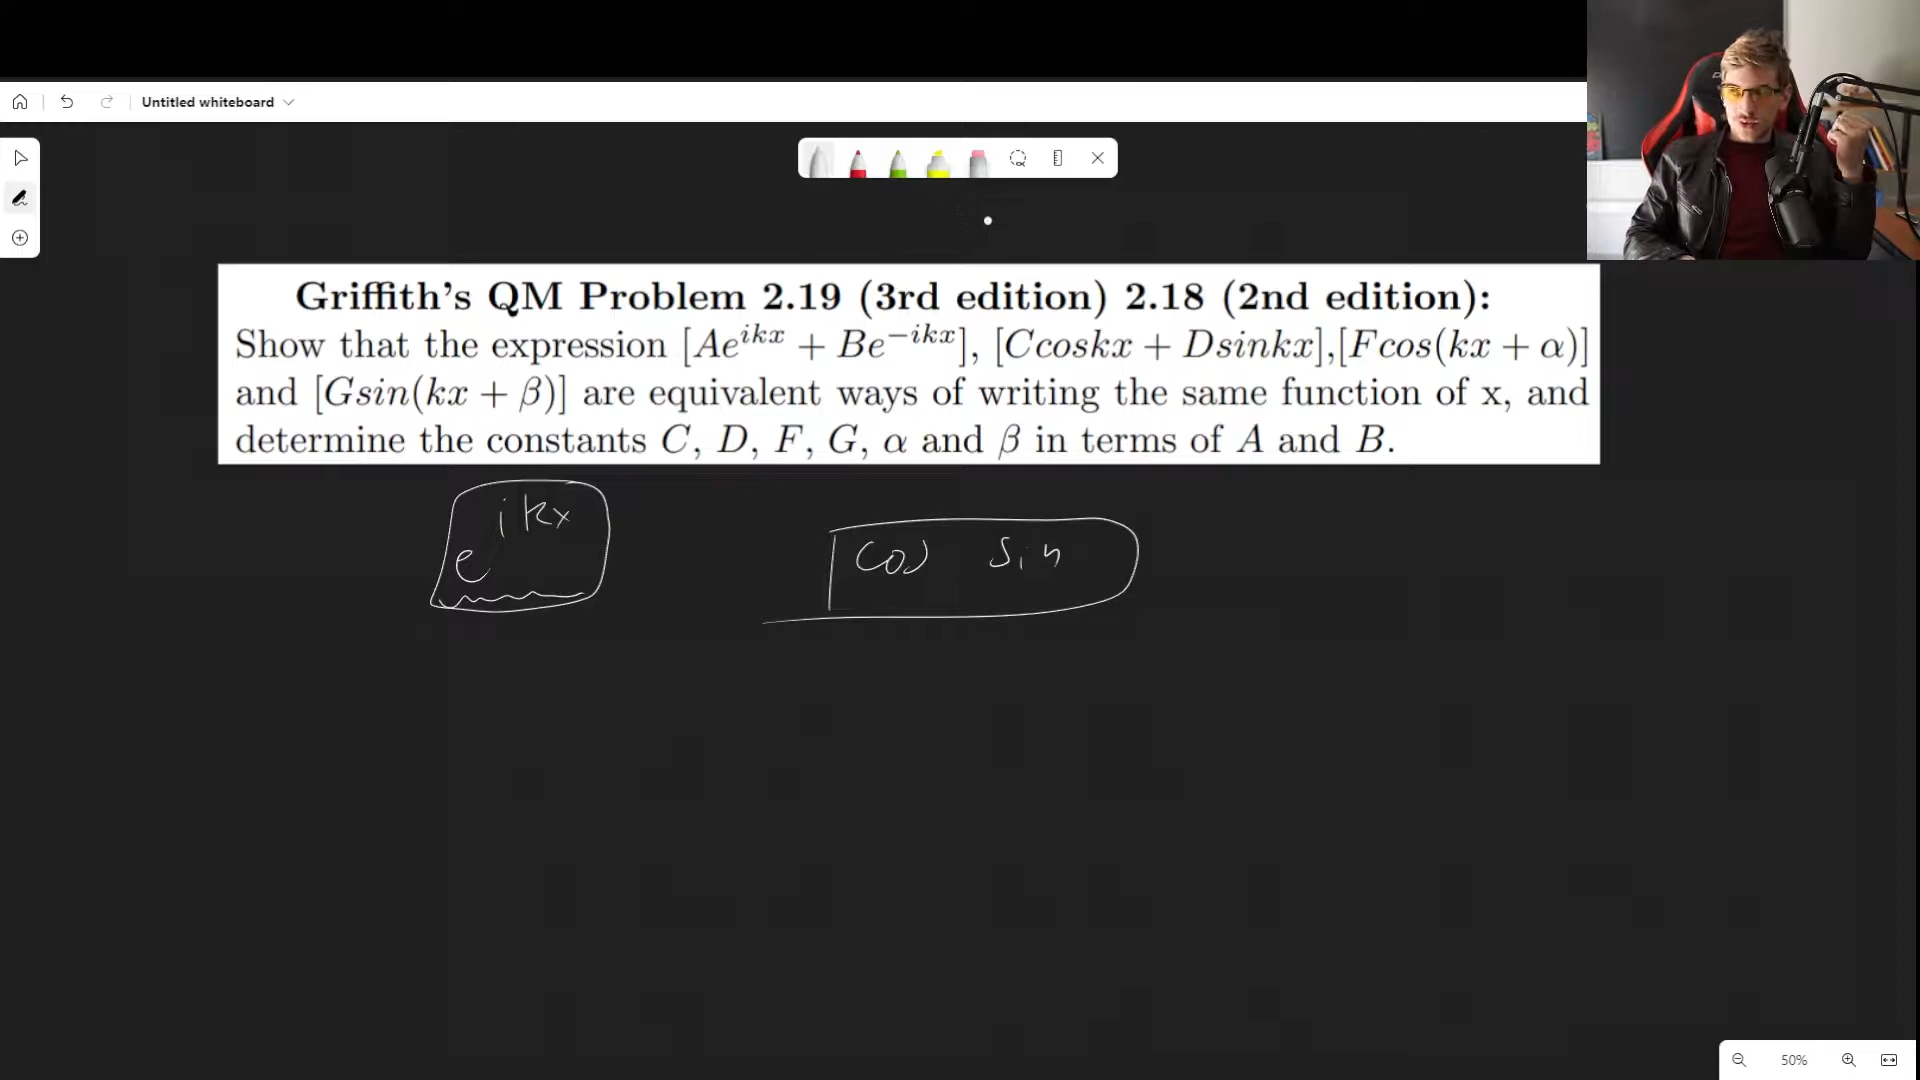 Untitled whiteboard
Griffith's QM Problem 2.19 (3rd edition) 2.18 (2nd edition):
Show that the expression [Ae^{ikx} + Be^{-ikx}], [Ccoskx + Dsinkx],[Fcos(kx + α)]
and [Gsin(kx + β)] are equivalent ways of writing the same function of x, and
determine the constants C, D, F, G, α and β in terms of A and B.
e^{ikx} cos sin
50%